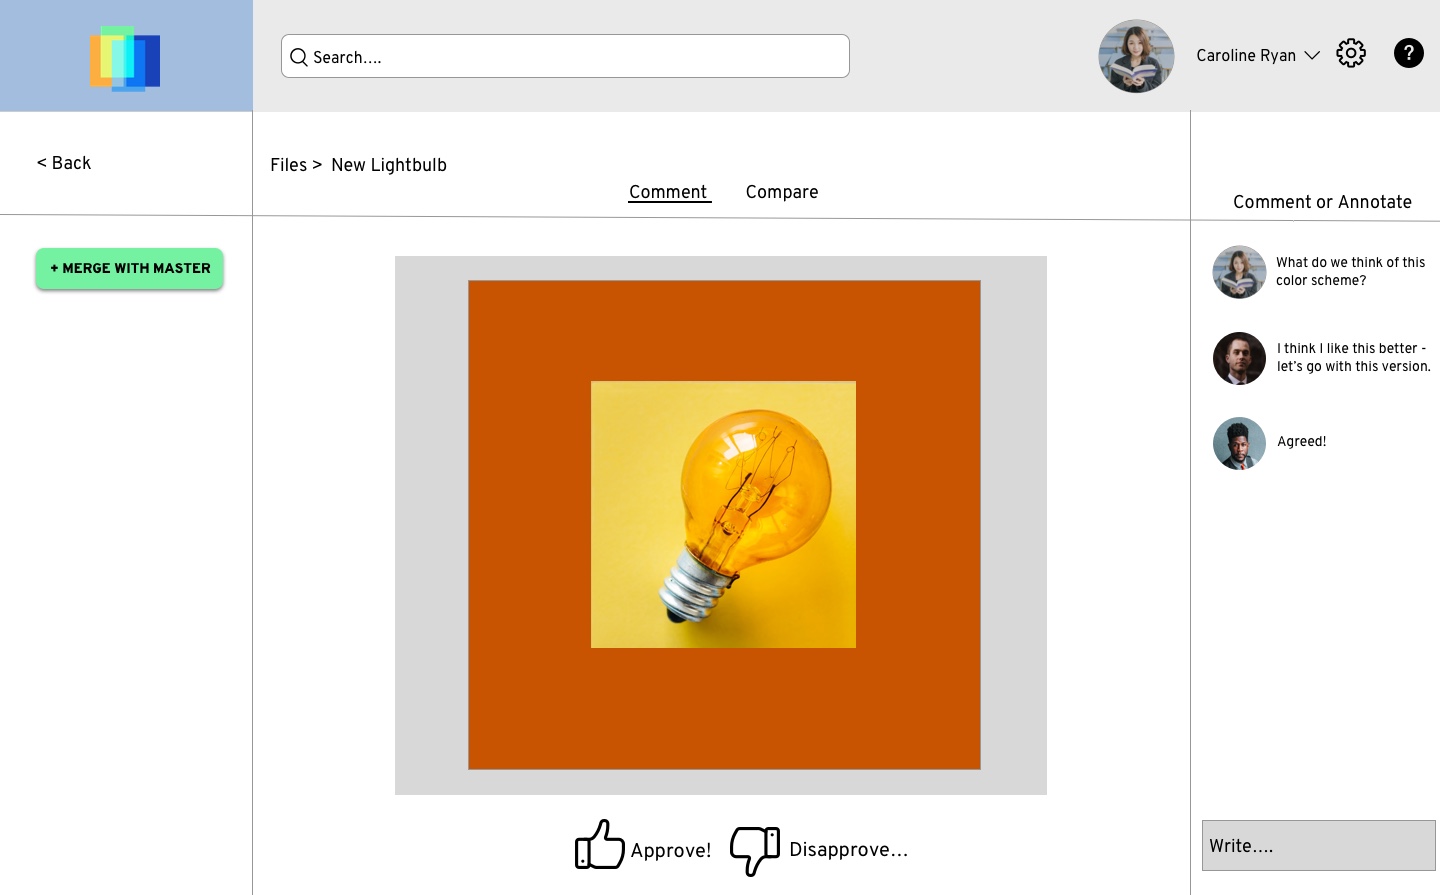 Search....
Caroline Ryan
?
< Back
Files > New Lightbulb
Comment
Compare
Comment or Annotate
+ MERGE WITH MASTER
What do we think of this
color scheme?
I think I like this better -
let's go with this version.
Agreed!
Approve!
Disapprove...
Write....